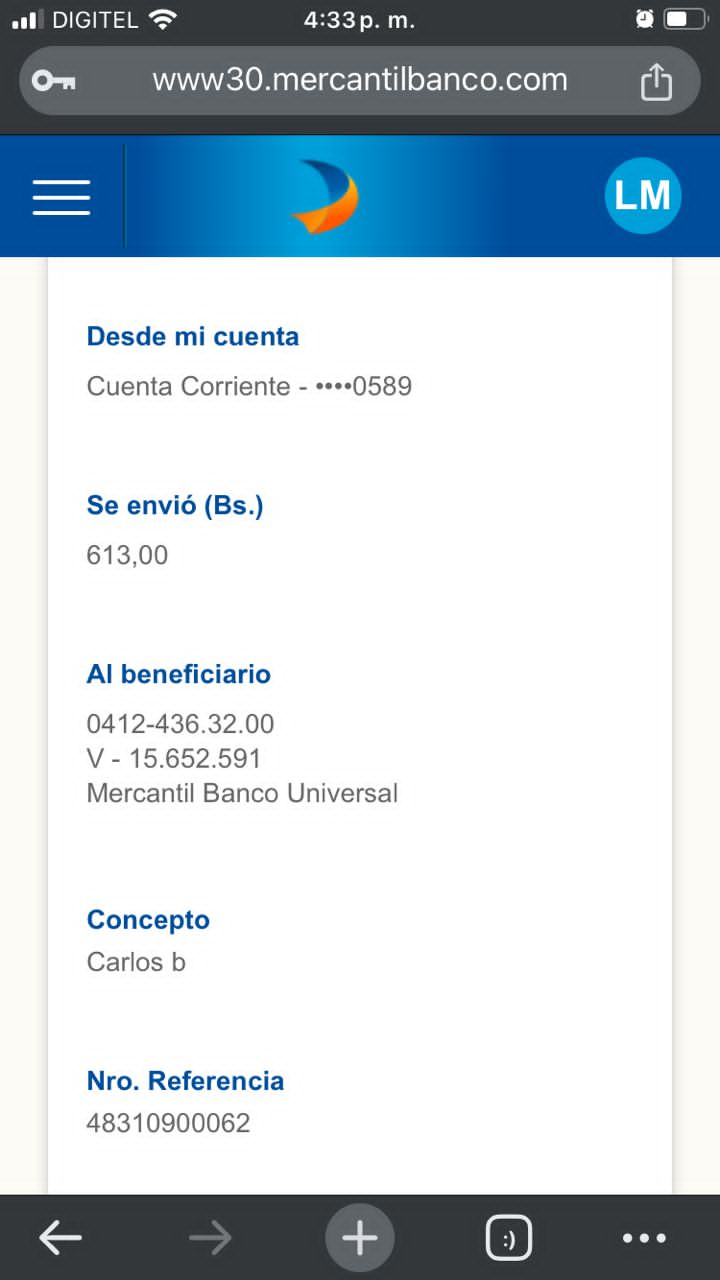 DIGITEL
4:33 p. m.
www30.mercantilbanco.com
LM
Desde mi cuenta
Cuenta Corriente - ••••0589
Se envió (Bs.)
613,00
Al beneficiario
0412-436.32.00
V - 15.652.591
Mercantil Banco Universal
Concepto
Carlos b
Nro. Referencia
48310900062
:)